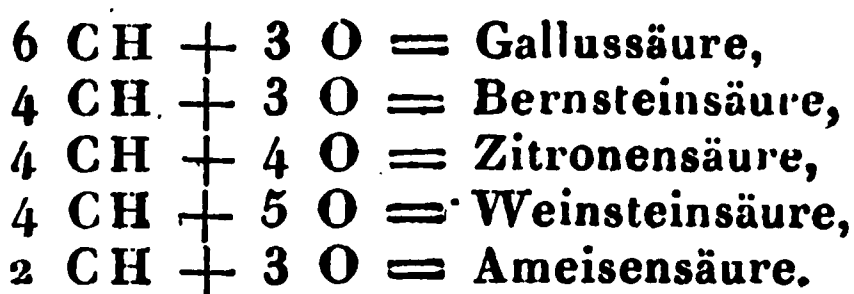 6 CH + 3 O = Gallussäure,
4 CH + 3 O = Bernsteinsäure,
4 CH + 4 O = Zitronensäure,
4 CH + 5 O = Weinsteinsäure,
2 CH + 3 O = Ameisensäure.